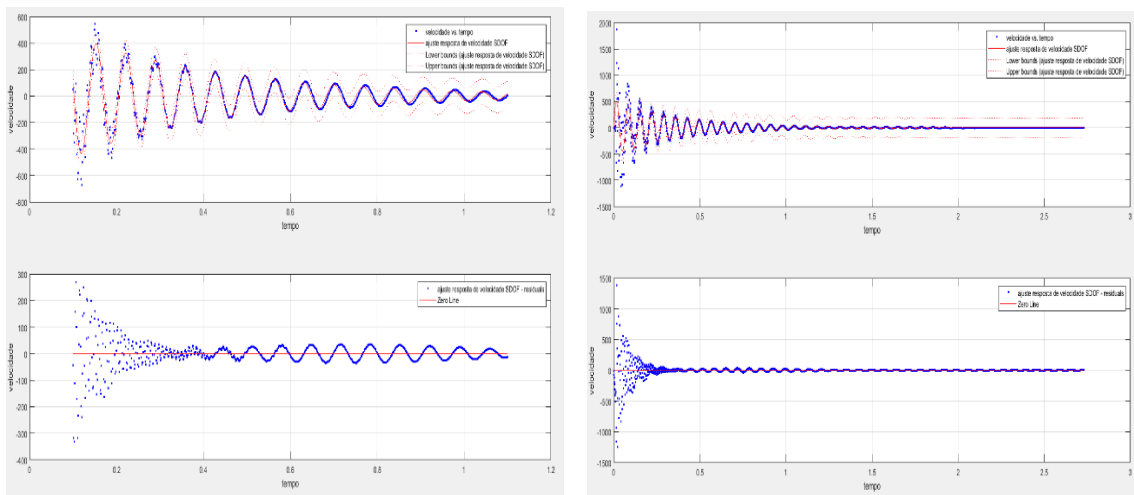 velocidade
600
400
200
0
-200
-400
-600
-800
0
0.2
0.4
0.6
0.8
1
1.2
tempo
velocidade vs. tempo
ajuste resposta de velocidade SDOF
Lower bounds (ajuste resposta de velocidade SDOF)
Upper bounds (ajuste resposta de velocidade SDOF)
velocidade
2000
1500
1000
500
0
-500
-1000
-1500
0
0.5
1
1.5
2
2.5
3
tempo
velocidade vs. tempo
ajuste resposta de velocidade SDOF
Lower bounds (ajuste resposta de velocidade SDOF)
Upper bounds (ajuste resposta de velocidade SDOF)
velocidade
300
200
100
0
-100
-200
-300
-400
0
0.2
0.4
0.6
0.8
1
1.2
tempo
ajuste resposta de velocidade SDOF - residuals
Zero Line
velocidade
1500
1000
500
0
-500
-1000
-1500
0
0.5
1
1.5
2
2.5
3
tempo
ajuste resposta de velocidade SDOF - residuals
Zero Line